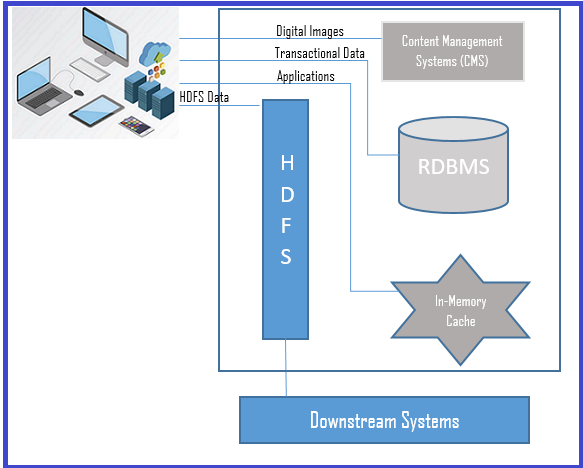 Digital Images
Transactional Data
Applications
HDFS Data
Content Management
Systems (CMS)
RDBMS
H
D
F
S
In-Memory
Cache
Downstream Systems